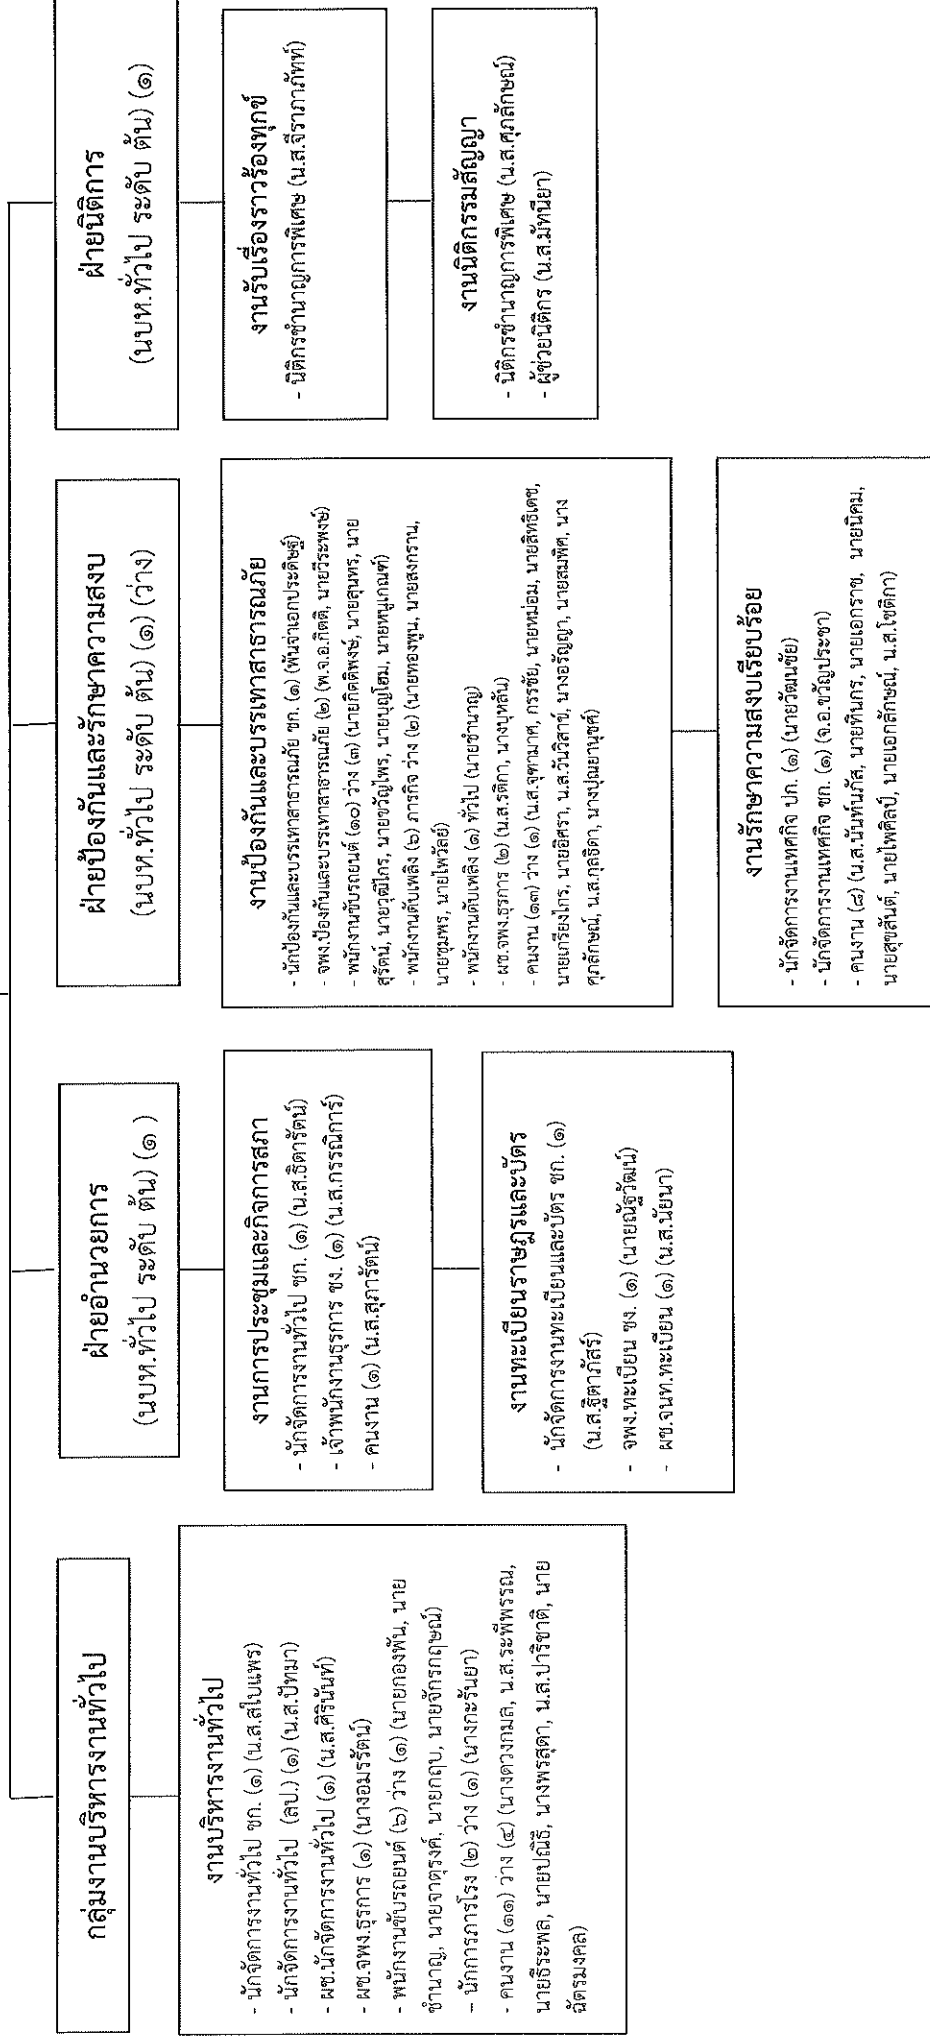 กลุ่มงานบริหารงานทั่วไป
งานบริหารงานทั่วไป
- นักจัดการงานทั่วไป ชก. (๑) (น.ส.สไบแพร)
- นักจัดการงานทั่วไป (ลป.) (๑) (น.ส.ปัทมา)
- ผช.นักจัดการงานทั่วไป (๑) (น.ส.ศิรินันท์)
- ผช.จพง.ธุรการ (๑) (นางอมรรัตน์)
- พนักงานขับรถยนต์ (๖) ว่าง (๑) (นายกองพัน, นาย
ชำนาญ, นายจาตุรงค์, นายกฤบ, นายจักรกฤษณ์)
– นักการภารโรง (๒) ว่าง (๑) (นางกะรันยา)
- คนงาน (๑๑) ว่าง (๔) (นางดวงกมล, น.ส.ระพีพรรณ,
นายธีระพล, นายปณิธิ, นางพรสุดา, น.ส.ปาริชาติ, นาย
ฉัตรมงคล)
ฝ่ายอำนวยการ
(นบห.ทั่วไป ระดับ ต้น) (๑ )
งานการประชุมและกิจการสภา
- นักจัดการงานทั่วไป ชก. (๑) (น.ส.ธิดารัตน์)
- เจ้าพนักงานธุรการ ชง. (๑) (น.ส.กรรณิการ์)
- คนงาน (๑) (น.ส.สุภารัตน์)
งานทะเบียนราษฎรและบัตร
- นักจัดการงานทะเบียนและบัตร ชก. (๑)
(น.ส.ฐิตาภัสร์)
- จพง.ทะเบียน ชง. (๑) (นายณัฐวัฒน์)
- ผช.จนท.ทะเบียน (๑) (น.ส.นัยนา)
ฝ่ายป้องกันและรักษาความสงบ
(นบห.ทั่วไป ระดับ ต้น) (๑) (ว่าง)
งานป้องกันและบรรเทาสาธารณภัย
- นักป้องกันและบรรเทาสาธารณภัย ชก. (๑) (พันจ่าเอกประดิษฐ์)
- จพง.ป้องกันและบรรเทาสาธารณภัย (๒) (พ.จ.อ.กิตติ, นายวีระพงษ์)
- พนักงานขับรถยนต์ (๑๐) ว่าง (๓) (นายกิตติพงษ์, นายสุนทร, นาย
สุรัตน์, นายวุฒิไกร, นายขวัญไพร, นายบุญโฮม, นายหนูเกณฑ์)
- พนักงานดับเพลิง (๖) ภารกิจ ว่าง (๒) (นายทองพูน, นายสงกราน,
นายชุมพร, นายไพวัลย์)
- พนักงานดับเพลิง (๑) ทั่วไป (นายชำนาญ)
- ผช.จพง.ธุรการ (๒) (น.ส.รติกา, นางบุหลัน)
- คนงาน (๑๓) ว่าง (๑) (น.ส.จุฑามาศ, กรรชัย, นายหม่อม, นายสิทธิเดช,
นายเกรียงไกร, นายอิศรา, น.ส.วันวิสาข์, นางอรัญญา, นายสมพิศ, นาง
ศุภลักษณ์, น.ส.กุลธิดา, นางปุณยานุชศ์)
งานรักษาความสงบเรียบร้อย
- นักจัดการงานเทศกิจ ปก. (๑) (นายวัฒนชัย)
- นักจัดการงานเทศกิจ ชก. (๑) (จ.อ.ขวัญประชา)
- คนงาน (๘) (น.ส.นันท์นภัส, นายทินกร, นายเอกราช, นายนิคม,
นายสุขสันต์, นายไพศิลป์, นายเอกลักษณ์, น.ส.โชติกา)
ฝ่ายนิติการ
(นบห.ทั่วไป ระดับ ต้น) (๑)
งานรับเรื่องราวร้องทุกข์
- นิติกรชำนาญการพิเศษ (น.ส.จีราภาภัทท์)
งานนิติกรรมสัญญา
- นิติกรชำนาญการพิเศษ (น.ส.ศุภลักษณ์)
- ผู้ช่วยนิติกร (น.ส.มัทนียา)